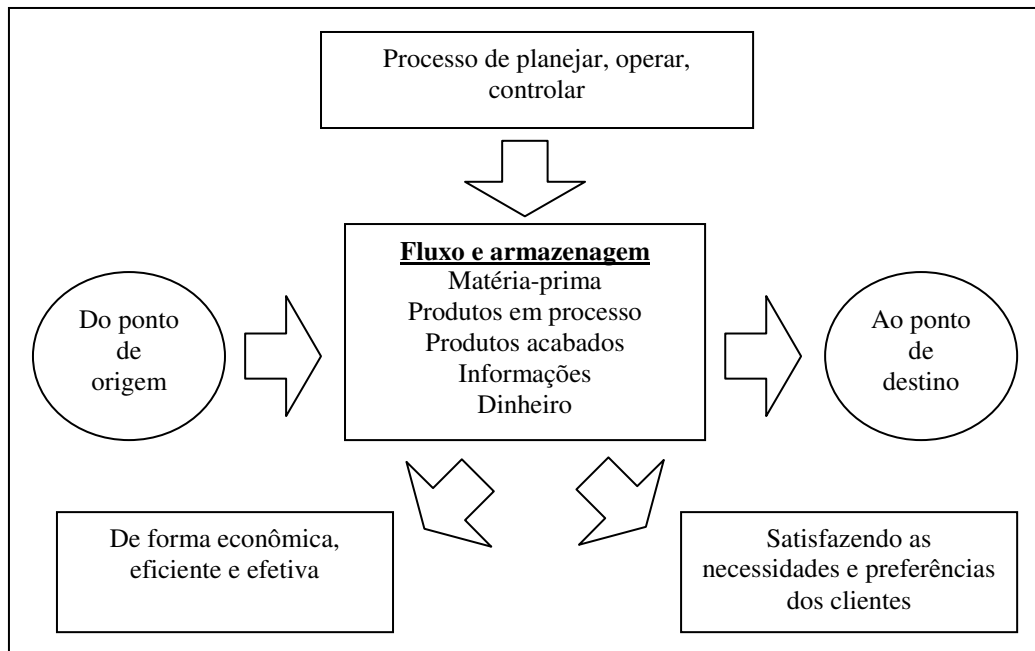 Processo de planejar, operar,
controlar
Fluxo e armazenagem
Matéria-prima
Produtos em processo
Produtos acabados
Informações
Dinheiro
Do ponto
de
origem
Ao ponto
de
destino
De forma econômica,
eficiente e efetiva
Satisfazendo as
necessidades e preferências
dos clientes